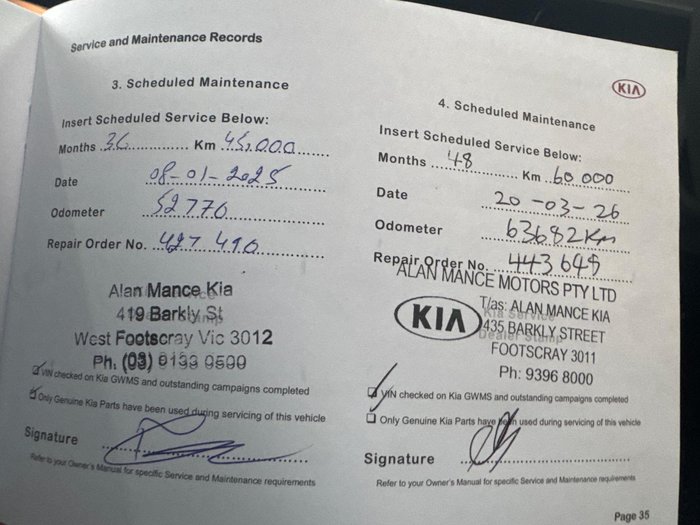 Service and Maintenance Records
3. Scheduled Maintenance
Insert Scheduled Service Below:
Months 36 Km 45,000
Date 08-01-2025
Odometer 52770
Repair Order No. 427 490
Alan Mance Kia
419 Barkly St
West Footscray Vic 3012
Ph. (03)
VIN checked on Kia GWMS and outstanding campaigns completed
Only Genuine Kia Parts have been used during servicing of this vehicle
Signature
Refer to your Owner's Manual for specific Service and Maintenance requirements
KIA
4. Scheduled Maintenance
Insert Scheduled Service Below:
Months 48 Km 60 000
Date 20-03-26
Odometer 63682Km
Repair Order No. 443648
ALAN MANCE MOTORS PTY LTD
KIA
T/as: ALAN MANCE KIA
435 BARKLY STREET
FOOTSCRAY 3011
Ph: 9396 8000
VIN checked on Kia GWMS and outstanding campaigns completed
Only Genuine Kia Parts have been used during servicing of this vehicle
Signature
Refer to your Owner's Manual for specific Service and Maintenance requirements
Page 35